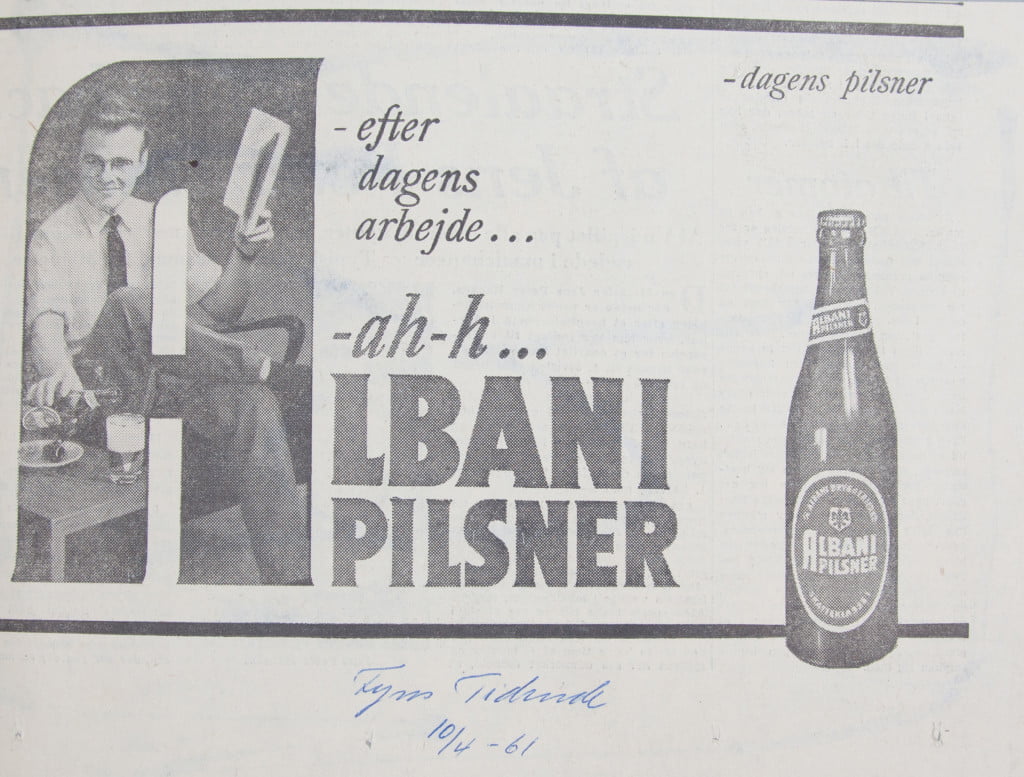 - dagens pilsner
- efter
dagens
arbejde...
-ah-h...
ALBANI
PILSNER
ALBANI
PILSNER
ALBANI
PILSNER
Fyns Tidende
10/4 - 61